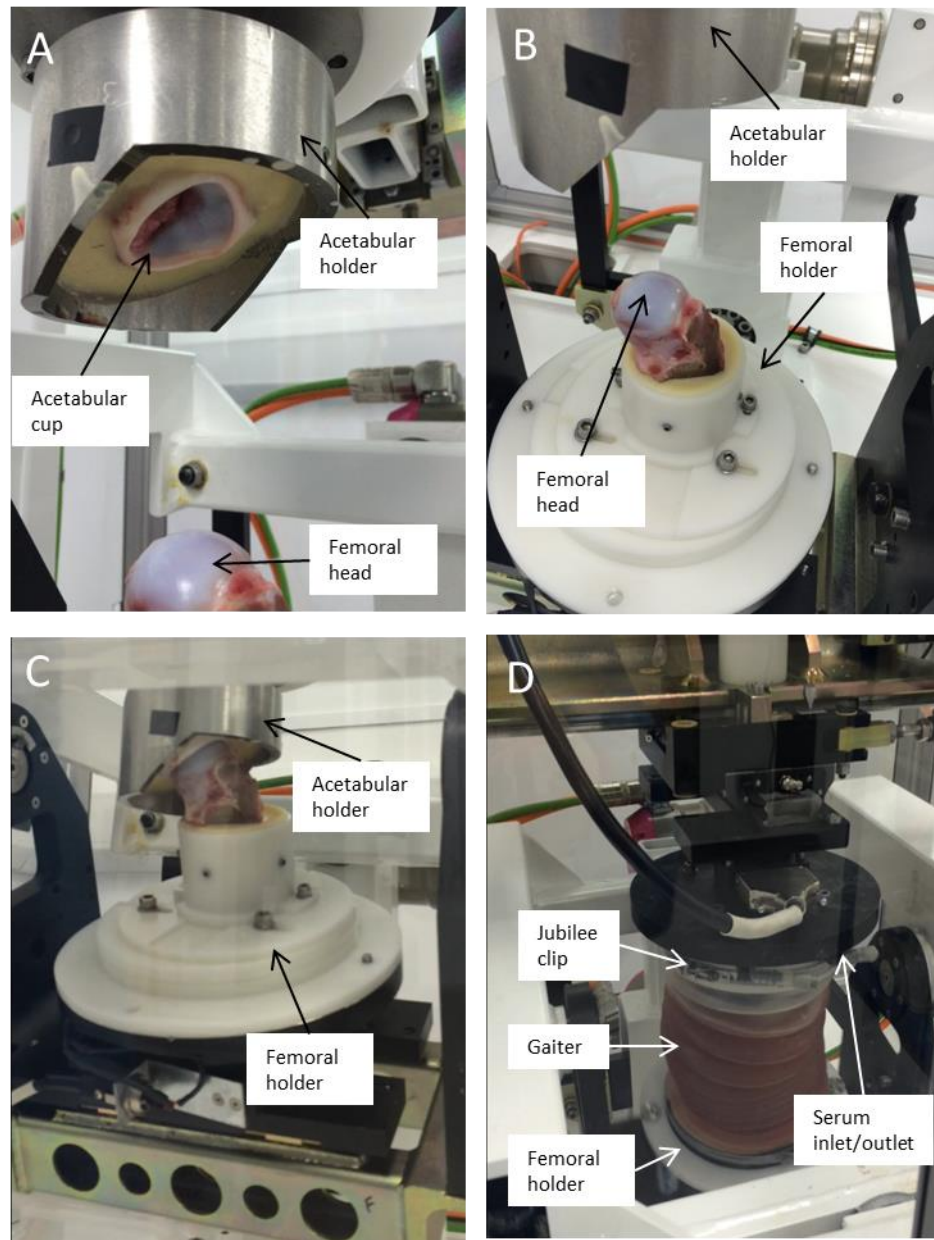 A
Acetabular
holder
Acetabular
cup
Femoral
head
B
Acetabular
holder
Femoral
holder
Femoral
head
C
Acetabular
holder
Femoral
holder
F
D
Jubilee
clip
Gaiter
Femoral
holder
Serum
inlet/outlet